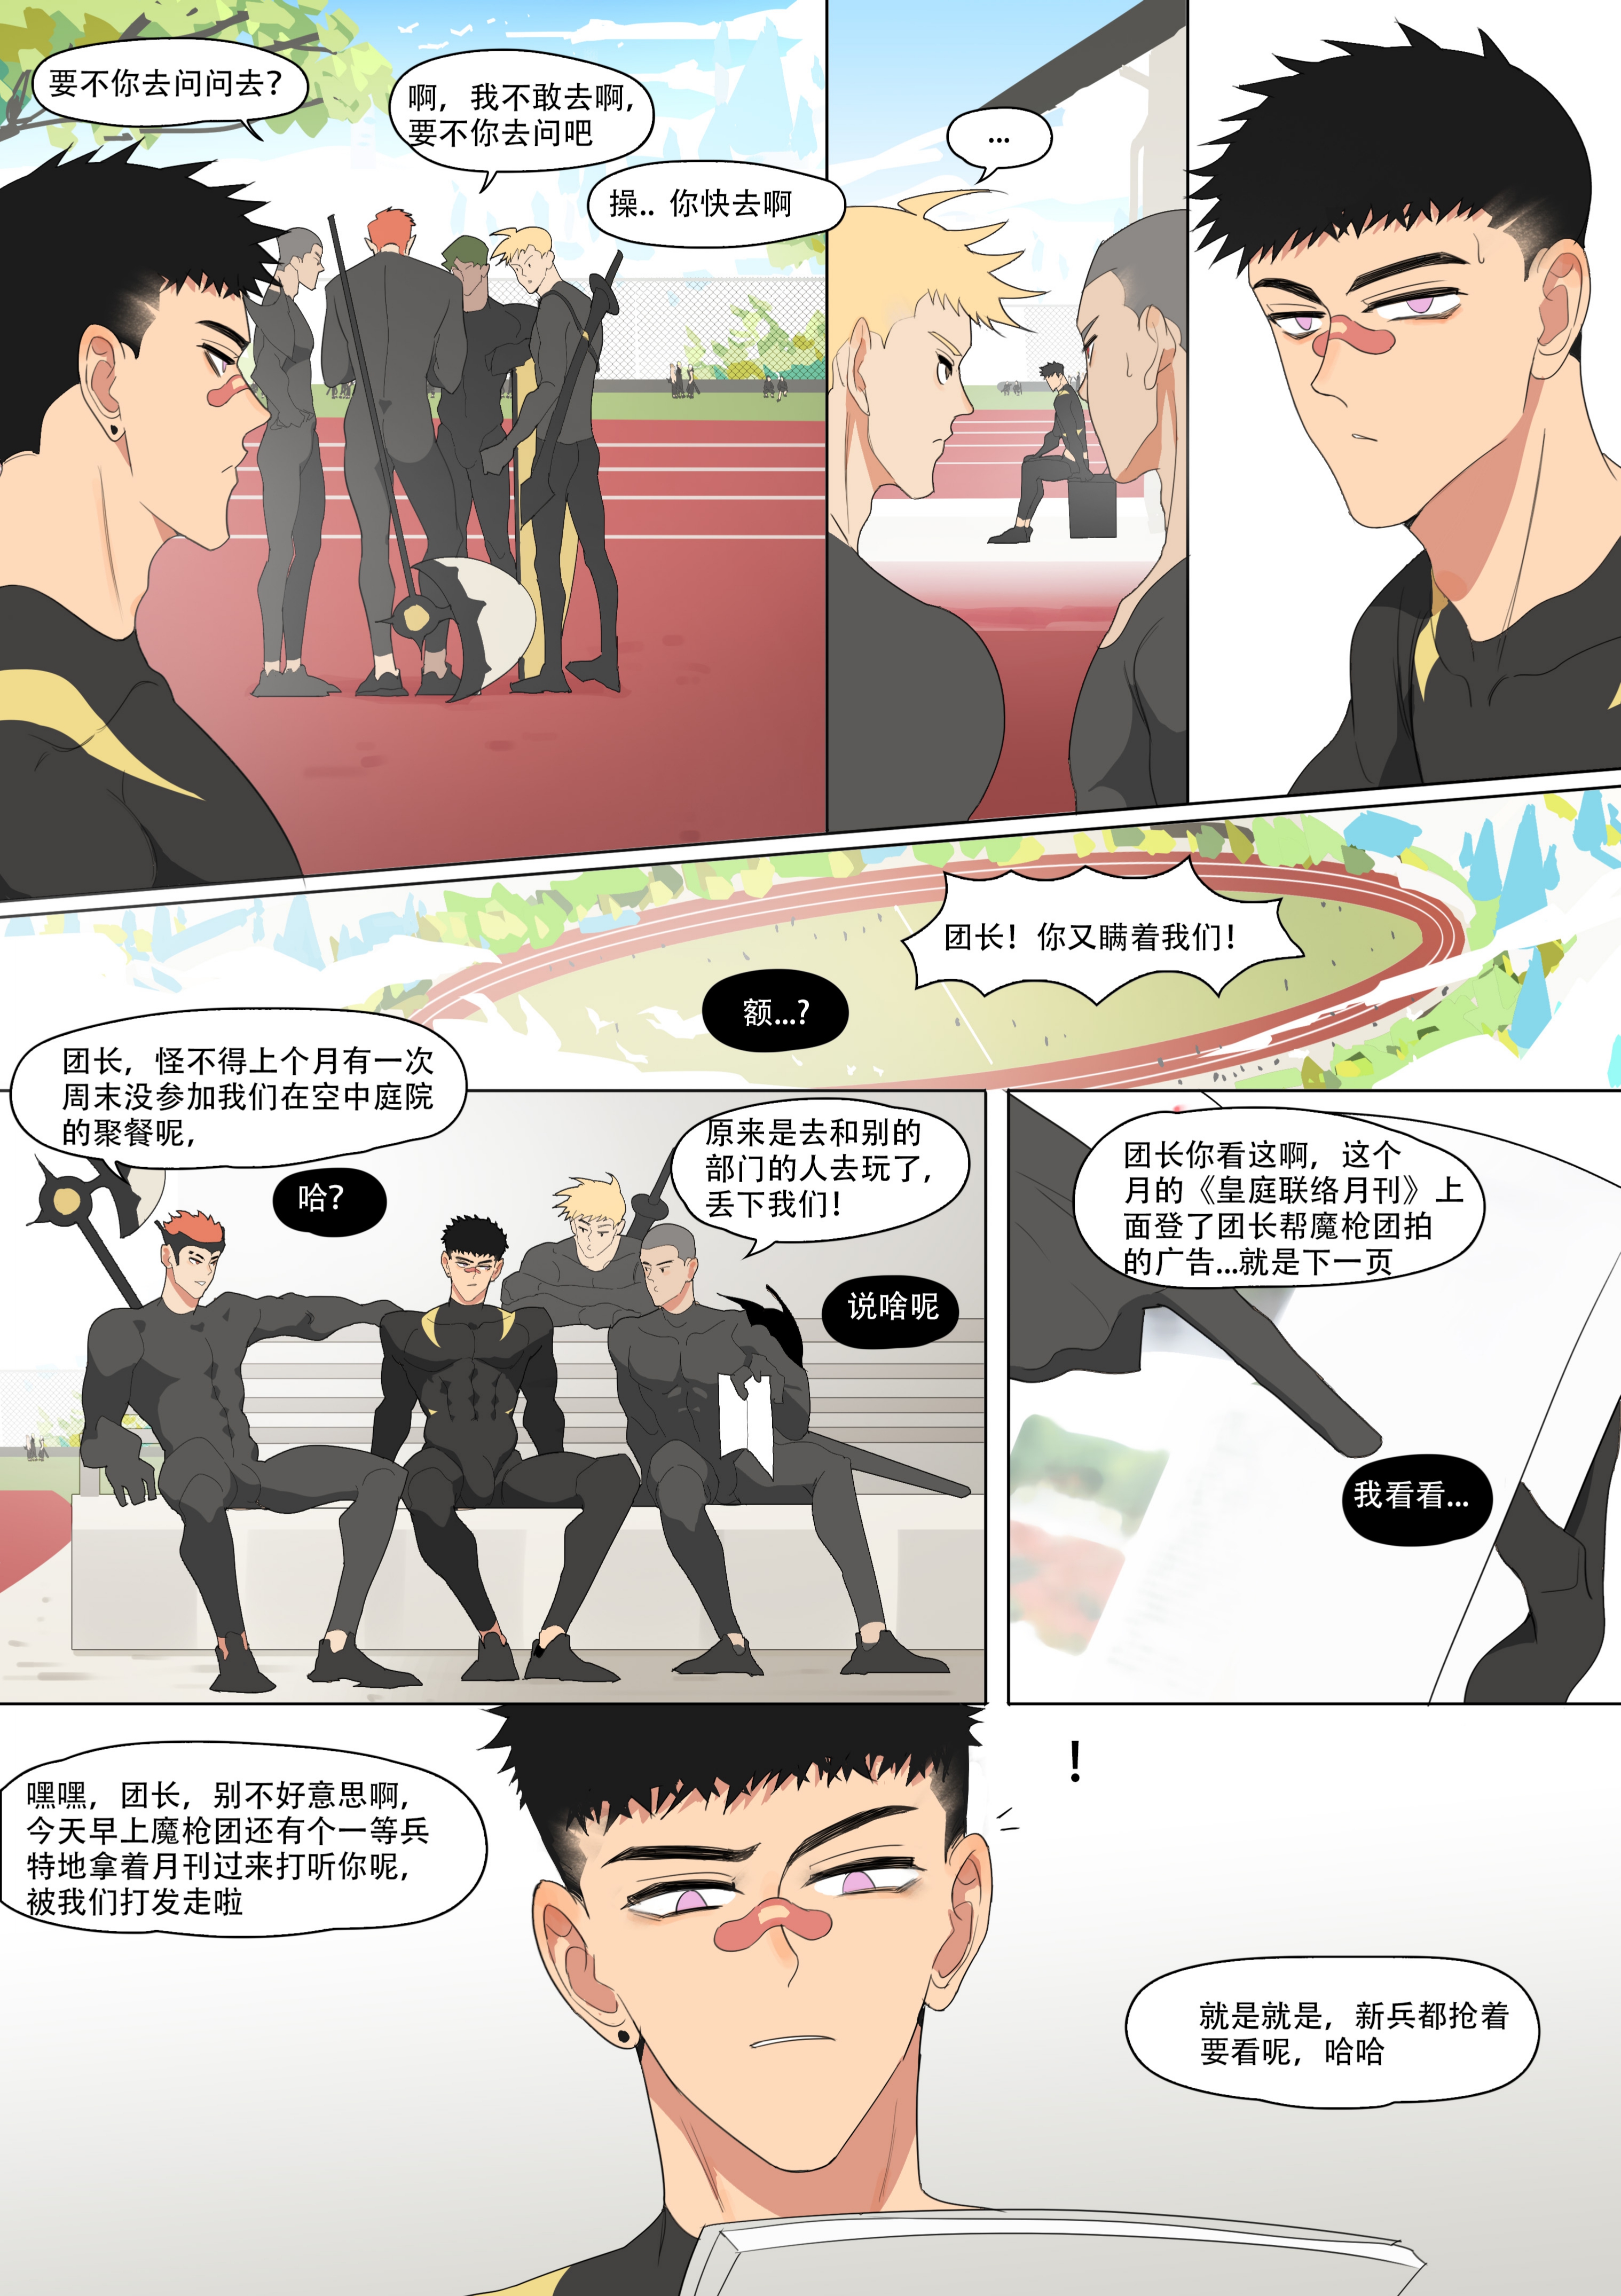 要不你去问问去?
啊,我不敢去啊,
要不你去问吧
操.. 你快去啊
...
团长!你又瞒着我们!
额...?
团长,怪不得上个月有一次
周末没参加我们在空中庭院
的聚餐呢,
哈?
原来是去和别的
部门的人去玩了,
丢下我们!
说啥呢
团长你看这啊,这个
月的《皇庭联络月刊》上
面登了团长帮魔枪团拍
的广告...就是下一页
我看看...
!
嘿嘿,团长,别不好意思啊,
今天早上魔枪团还有个一等兵
特地拿着月刊过来打听你呢,
被我们打发走啦
就是就是,新兵都抢着
要看呢,哈哈